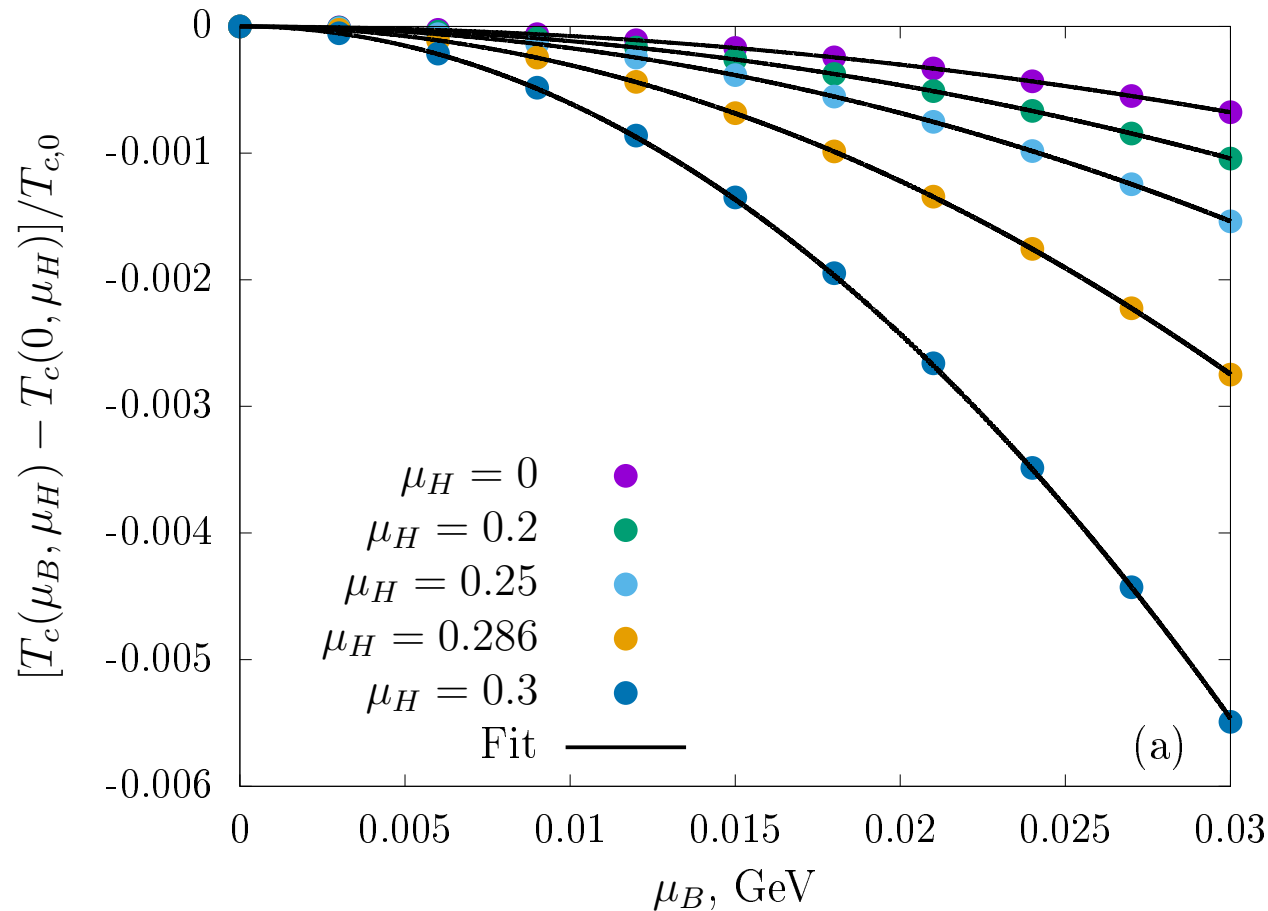 [T_c(μ_B, μ_H) − T_c(0, μ_H)]/T_{c,0}
0
-0.001
-0.002
-0.003
-0.004
-0.005
-0.006
μ_H = 0
μ_H = 0.2
μ_H = 0.25
μ_H = 0.286
μ_H = 0.3
Fit
(a)
0 0.005 0.01 0.015 0.02 0.025 0.03
μ_B, GeV